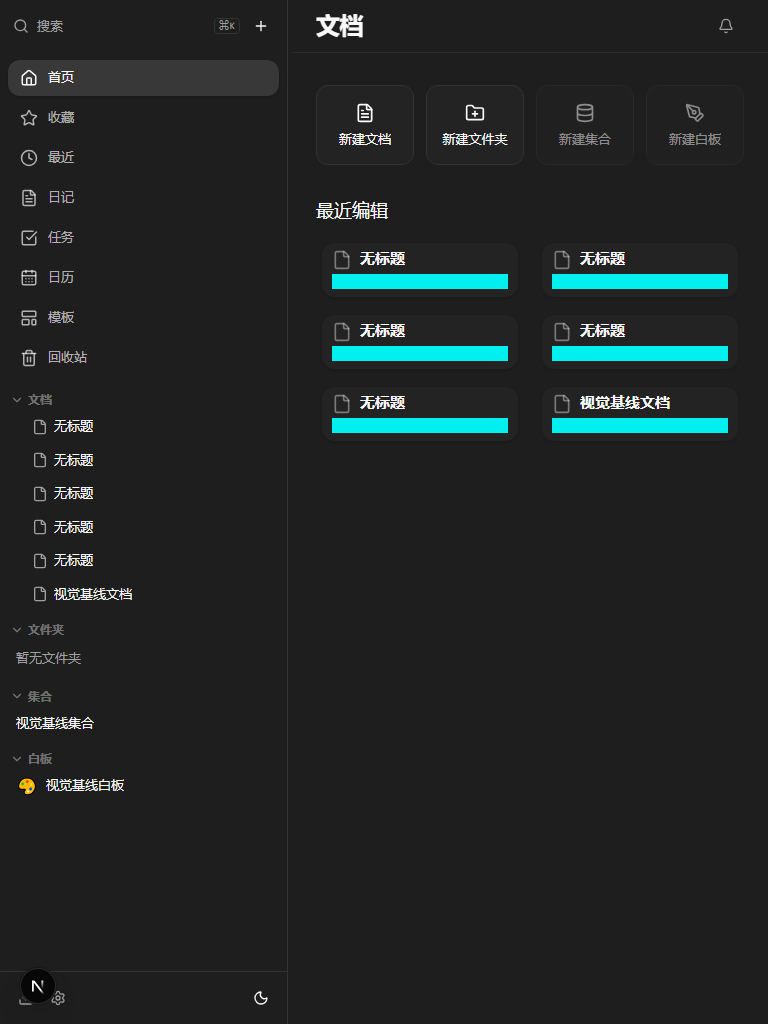 搜索
⌘K
首页
收藏
最近
日记
任务
日历
模板
回收站
文档
无标题
无标题
无标题
无标题
无标题
视觉基线文档
文件夹
暂无文件夹
集合
视觉基线集合
白板
视觉基线白板
N
文档
新建文档
新建文件夹
新建集合
新建白板
最近编辑
无标题
无标题
无标题
无标题
无标题
视觉基线文档